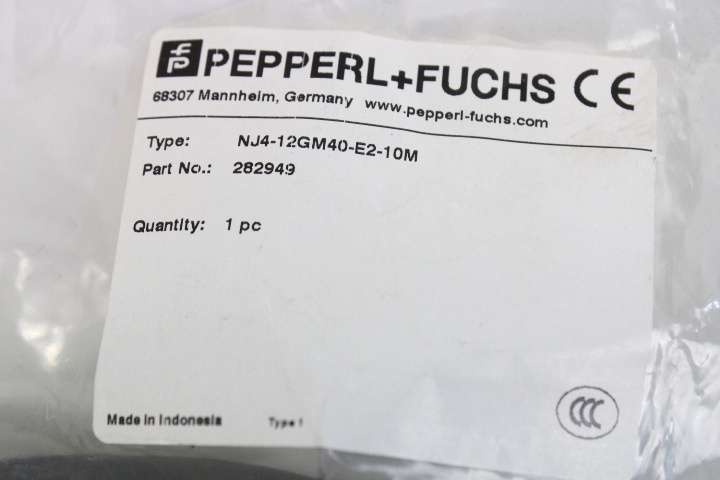 PEPPERL+FUCHS CE
68307 Mannheim, Germany www.pepperl-fuchs.com
Type: NJ4-12GM40-E2-10M
Part No.: 282949
Quantity: 1 pc
Made in Indonesia Type 1
CCC